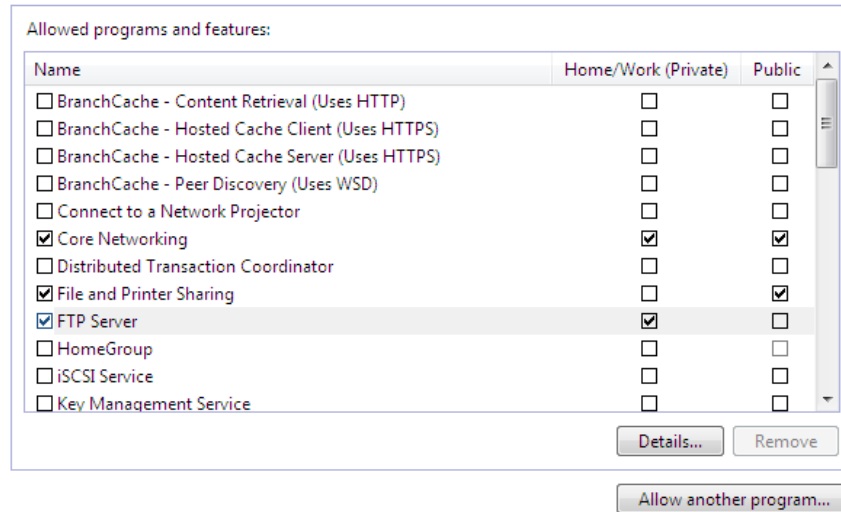 Allowed programs and features:
Name Home/Work (Private) Public
BranchCache - Content Retrieval (Uses HTTP)
BranchCache - Hosted Cache Client (Uses HTTPS)
BranchCache - Hosted Cache Server (Uses HTTPS)
BranchCache - Peer Discovery (Uses WSD)
Connect to a Network Projector
Core Networking
Distributed Transaction Coordinator
File and Printer Sharing
FTP Server
HomeGroup
iSCSI Service
Key Management Service
Details... Remove
Allow another program...